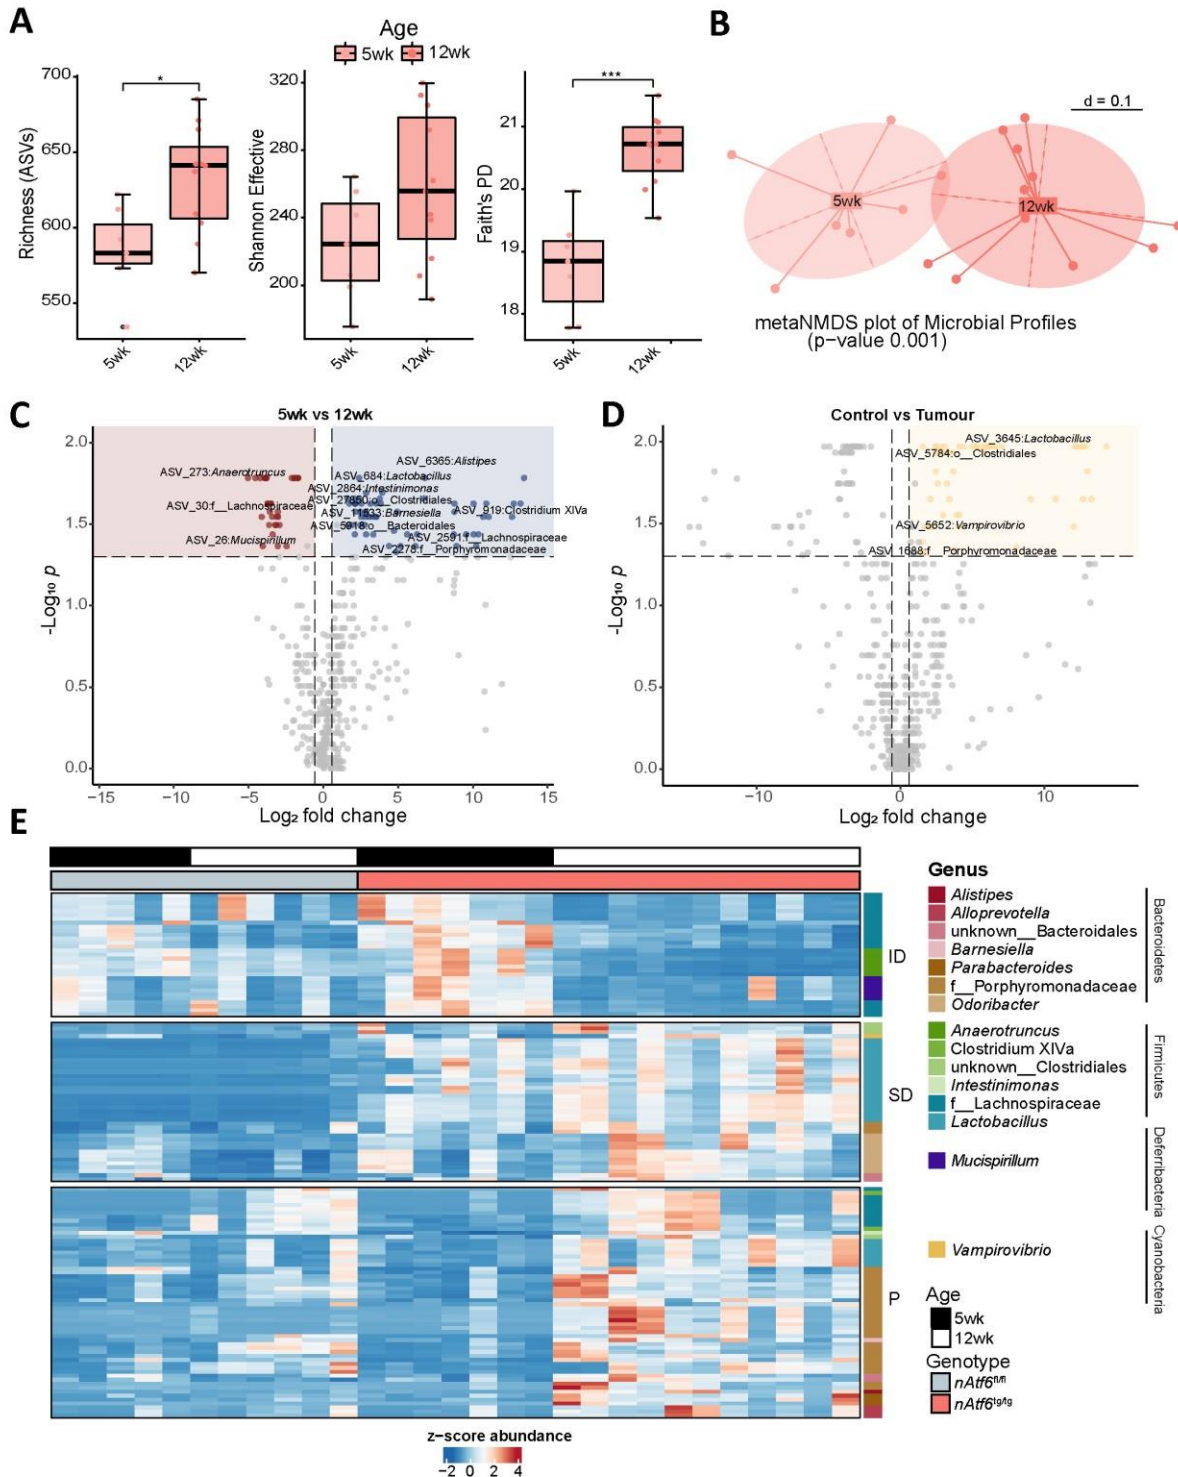 A
Age
5wk 12wk
Richness (ASVs)
700
650
600
550
*
5wk
12wk
Shannon Effective
320
280
240
200
5wk
12wk
Faith's PD
21
20
19
18
***
5wk
12wk
B
d = 0.1
5wk
12wk
metaNMDS plot of Microbial Profiles
(p-value 0.001)
C
5wk vs 12wk
-Log₁₀ p
2.0
1.5
1.0
0.5
0.0
ASV_6365:Alistipes
ASV_273:Anaerotruncus
ASV_684:Lactobacillus
ASV_2864:Intestinimonas
ASV_27850:o__Clostridiales
ASV_30:f__Lachnospiraceae
ASV_11533:Barnesiella
ASV_919:Clostridium XIVa
ASV_5918:o__Bacteroidales
ASV_26:Mucispirillum
ASV_2591:f__Lachnospiraceae
ASV_2278:f__Porphyromonadaceae
−15 −10 −5 0 5 10 15
Log₂ fold change
D
Control vs Tumour
-Log₁₀ p
2.0
1.5
1.0
0.5
0.0
ASV_3645:Lactobacillus
ASV_5784:o__Clostridiales
ASV_5652:Vampirovibrio
ASV_1688:f__Porphyromonadaceae
−10 0 10
Log₂ fold change
E
ID
SD
P
Genus
Alistipes
Alloprevotella
unknown__Bacteroidales
Barnesiella
Parabacteroides
f__Porphyromonadaceae
Odoribacter
Bacteroidetes
Anaerotruncus
Clostridium XIVa
unknown__Clostridiales
Intestinimonas
f__Lachnospiraceae
Lactobacillus
Firmicutes
Mucispirillum
Deferribacteria
Vampirovibrio
Cyanobacteria
Age
5wk
12wk
Genotype
nAtf6fl/fl
nAtf6tg/tg
z−score abundance
−2 0 2 4